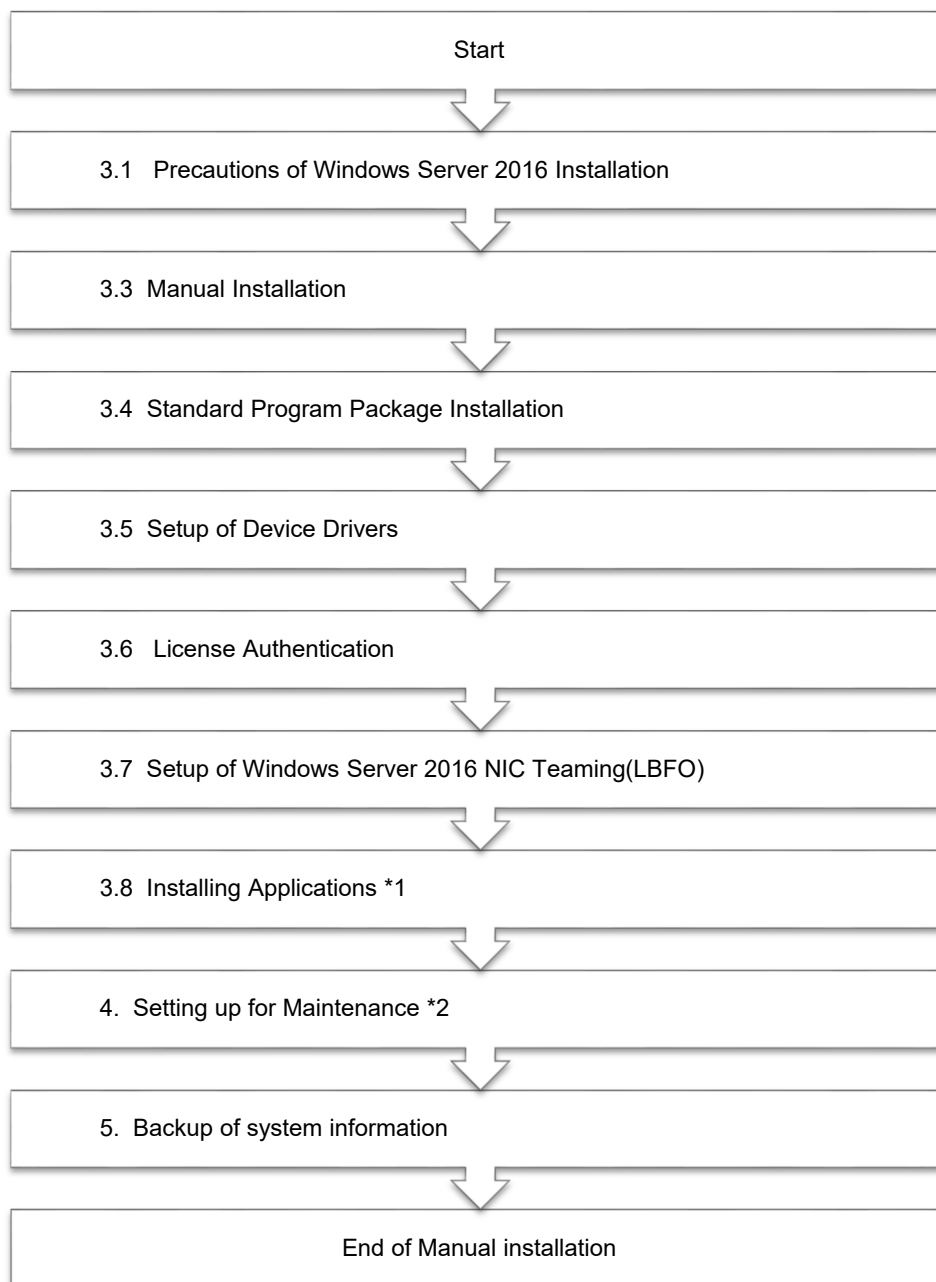 Start
3.1 Precautions of Windows Server 2016 Installation
3.3 Manual Installation
3.4 Standard Program Package Installation
3.5 Setup of Device Drivers
3.6 License Authentication
3.7 Setup of Windows Server 2016 NIC Teaming(LBFO)
3.8 Installing Applications *1
4. Setting up for Maintenance *2
5. Backup of system information
End of Manual installation